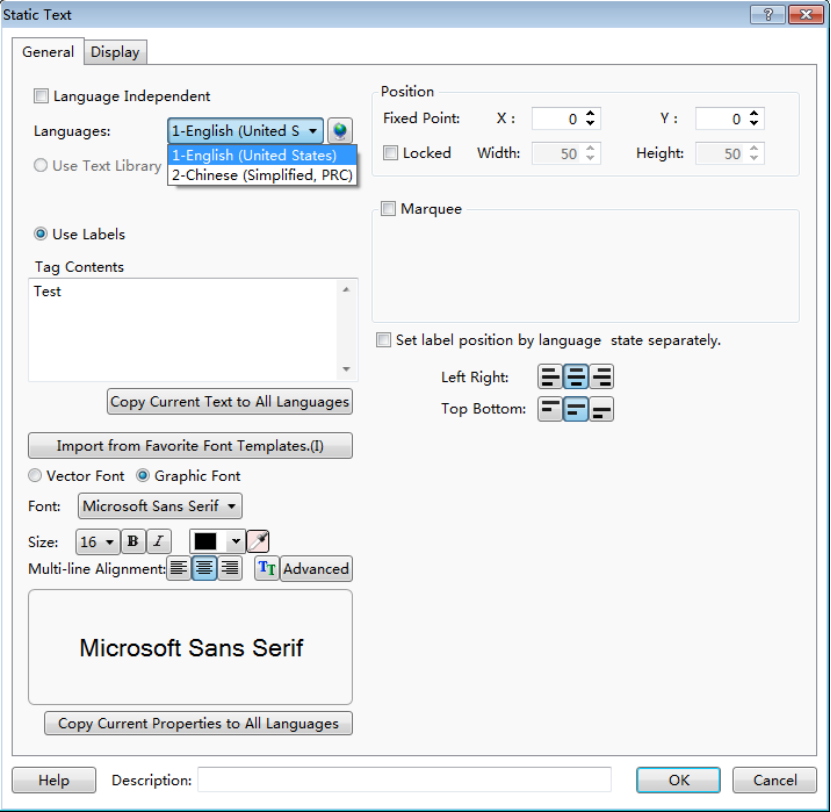 Static Text
General Display
Language Independent
Languages: 1-English (United S
1-English (United States)
2-Chinese (Simplified, PRC)
Use Text Library
Use Labels
Tag Contents
Test
Copy Current Text to All Languages
Import from Favorite Font Templates.(I)
Vector Font Graphic Font
Font: Microsoft Sans Serif
Size: 16 B I
Multi-line Alignment: TT Advanced
Microsoft Sans Serif
Copy Current Properties to All Languages
Position
Fixed Point: X : 0 Y : 0
Locked Width: 50 Height: 50
Marquee
Set label position by language state separately.
Left Right:
Top Bottom:
Help Description: OK Cancel